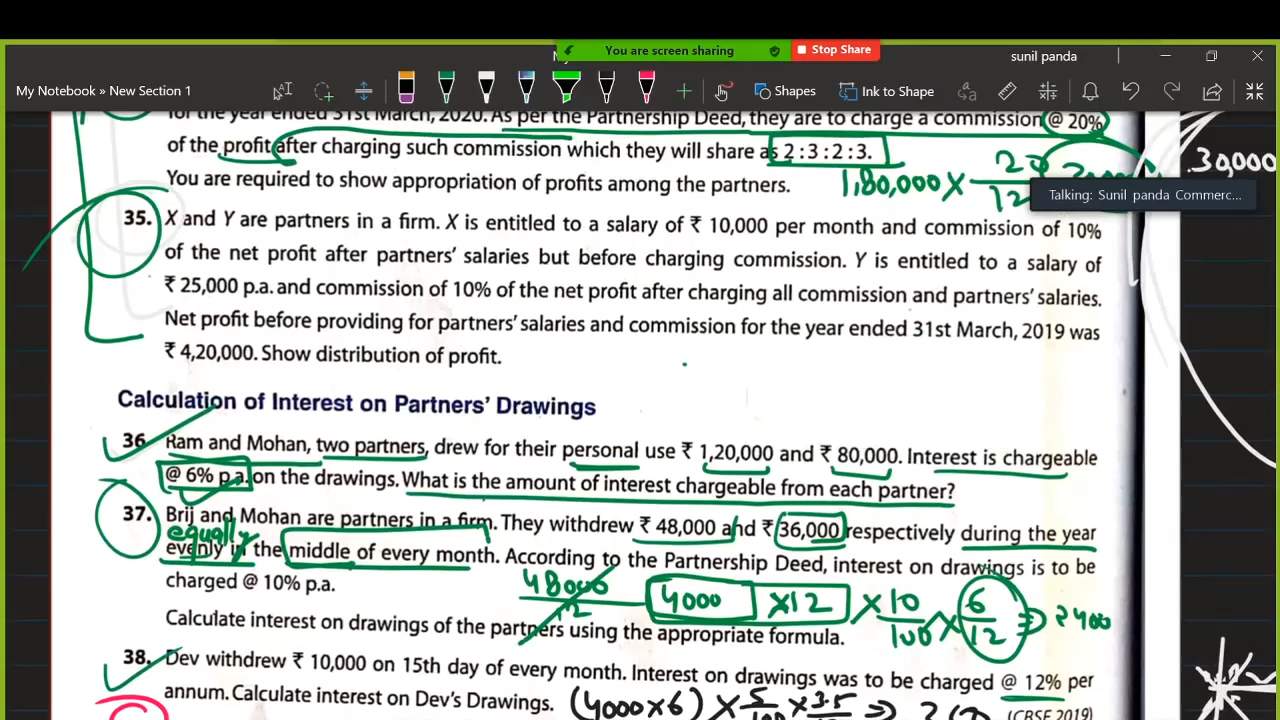 You are screen sharing
Stop Share
My
sunil panda
My Notebook » New Section 1
Shapes
Ink to Shape
for the year ended 31st March, 2020. As per the Partnership Deed, they are to charge a commission @ 20%
of the profit after charging such commission which they will share as 2 : 3 : 2 : 3.
30,000
You are required to show appropriation of profits among the partners.
1,80,000 × 20
12
Talking: Sunil panda Commerc...
35. X and Y are partners in a firm. X is entitled to a salary of ₹ 10,000 per month and commission of 10%
of the net profit after partners' salaries but before charging commission. Y is entitled to a salary of
₹ 25,000 p.a. and commission of 10% of the net profit after charging all commission and partners' salaries.
Net profit before providing for partners' salaries and commission for the year ended 31st March, 2019 was
₹ 4,20,000. Show distribution of profit.
Calculation of Interest on Partners' Drawings
36. Ram and Mohan, two partners, drew for their personal use ₹ 1,20,000 and ₹ 80,000. Interest is chargeable
@ 6% p.a. on the drawings. What is the amount of interest chargeable from each partner?
37. Brij and Mohan are partners in a firm. They withdrew ₹ 48,000 and ₹ 36,000 respectively during the year
equally
evenly in the middle of every month. According to the Partnership Deed, interest on drawings is to be
charged @ 10% p.a.
48000
12
4000 × 12 × 10/100 × 6/12 ⇒ ₹2400
Calculate interest on drawings of the partners using the appropriate formula.
38. Dev withdrew ₹ 10,000 on 15th day of every month. Interest on drawings was to be charged @ 12% per
annum. Calculate interest on Dev's Drawings.
(4000×6) × 5/100 × 3.5
(CBSE 2019)